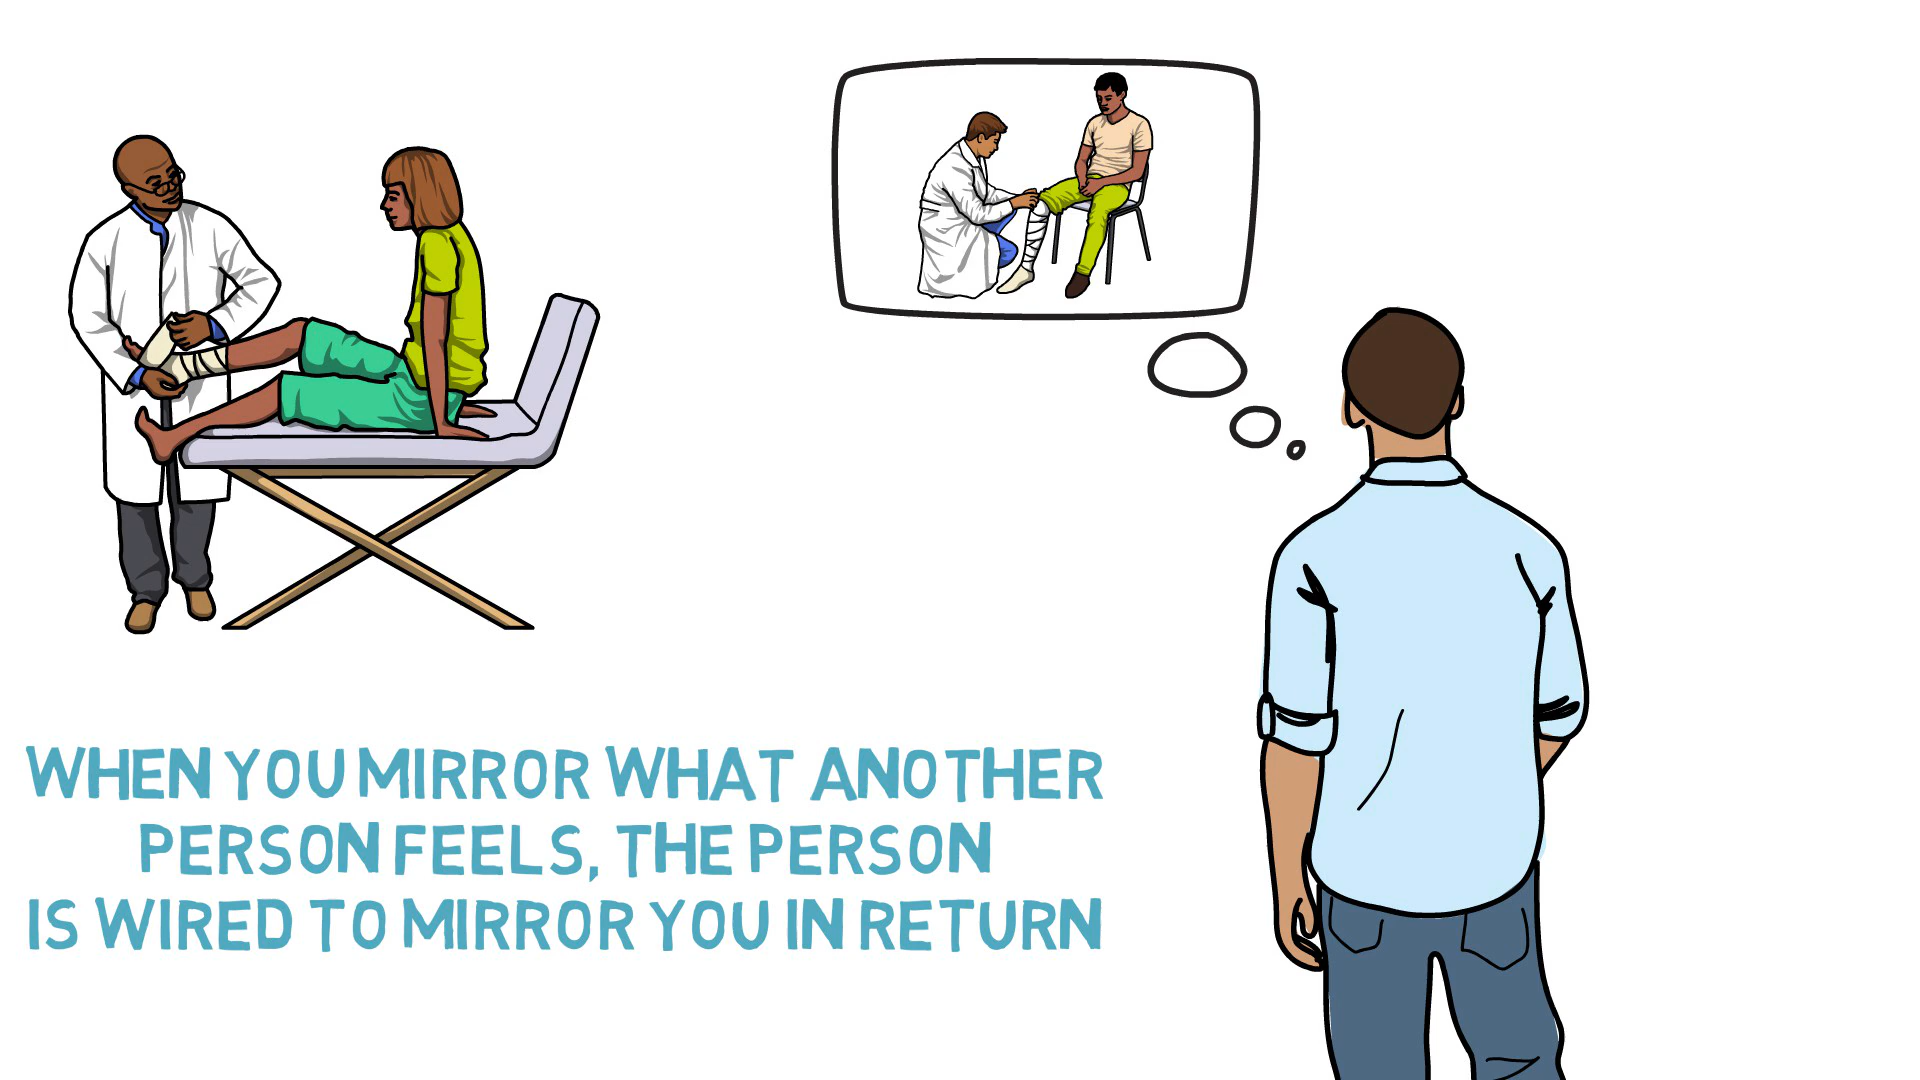 WHEN YOU MIRROR WHAT ANOTHER
PERSON FEELS, THE PERSON
IS WIRED TO MIRROR YOU IN RETURN